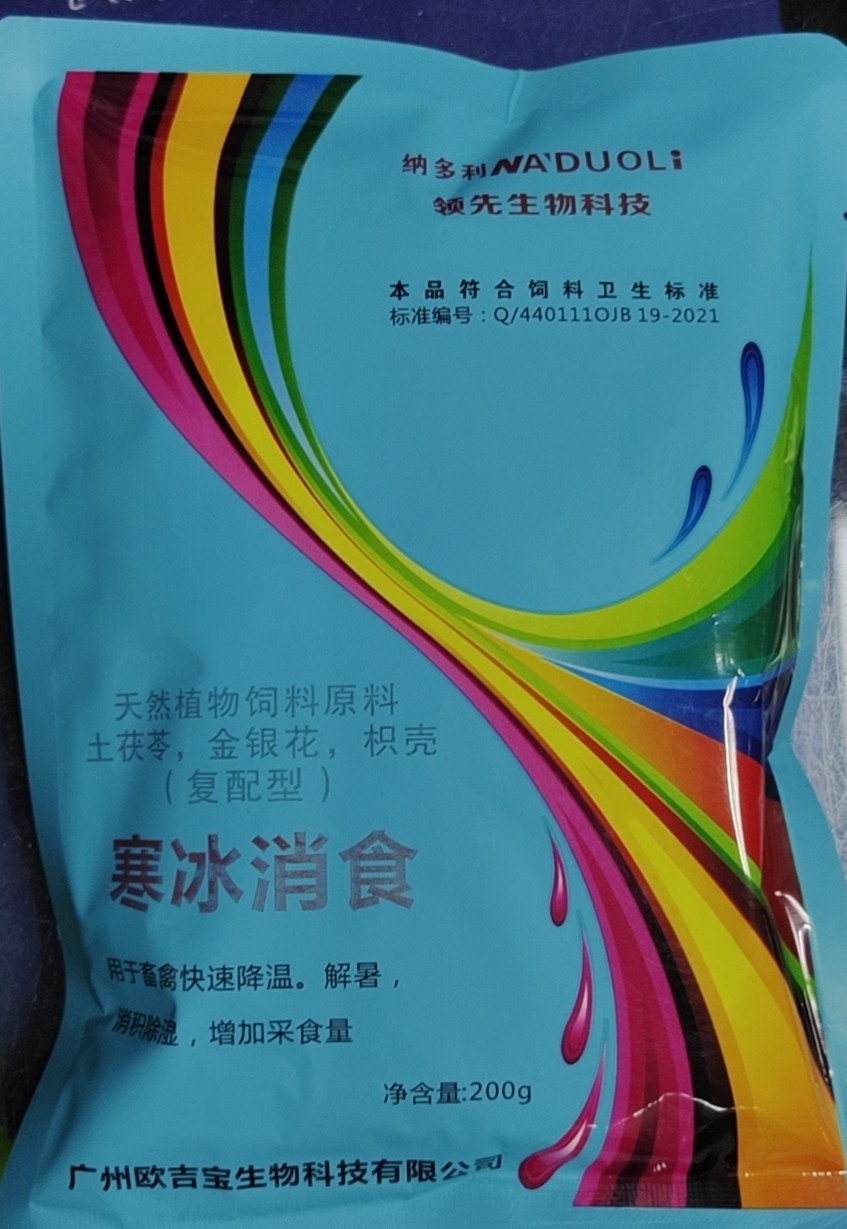 纳多利NA'DUOLi
领先生物科技
本品符合饲料卫生标准
标准编号：Q/440111OJB 19-2021
天然植物饲料原料
土茯苓，金银花，枳壳
（复配型）
寒冰消食
用于畜禽快速降温。解暑，
消积除湿，增加采食量
净含量:200g
广州欧吉宝生物科技有限公司